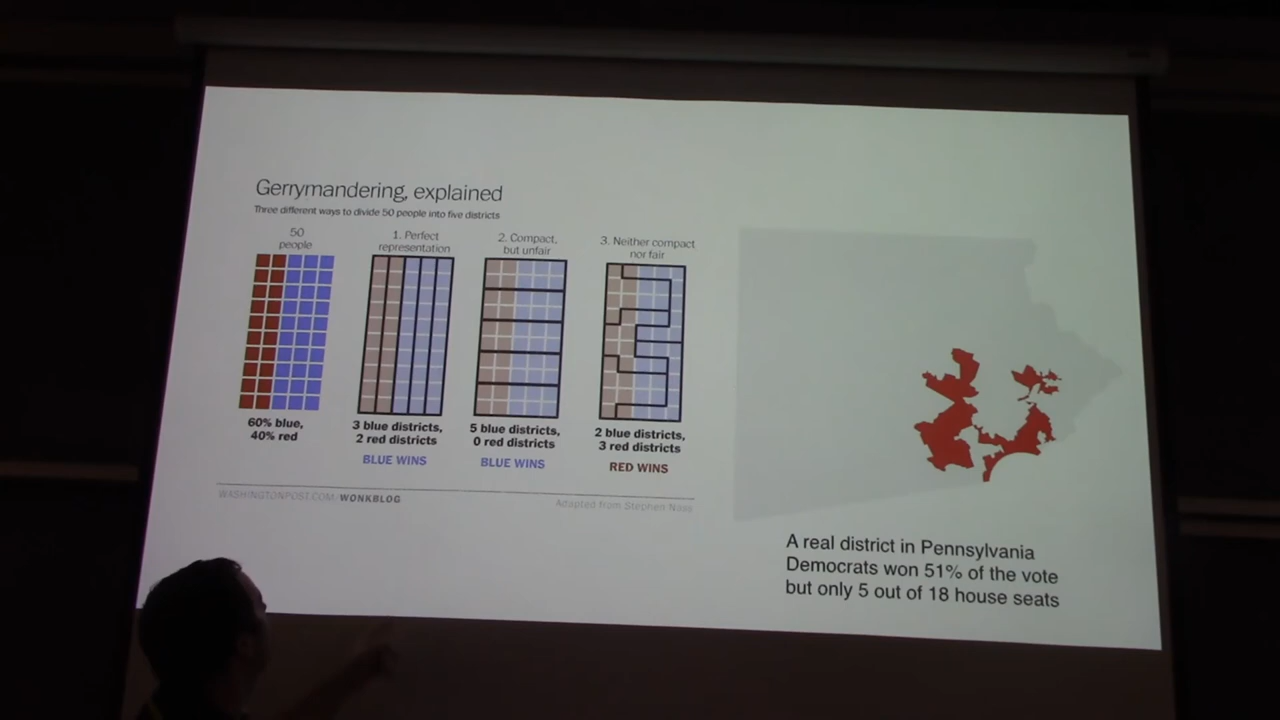 Gerrymandering, explained
Three different ways to divide 50 people into five districts
50
people
1. Perfect
representation
2. Compact,
but unfair
3. Neither compact
nor fair
60% blue,
40% red
3 blue districts,
2 red districts
BLUE WINS
5 blue districts,
0 red districts
BLUE WINS
2 blue districts,
3 red districts
RED WINS
WASHINGTONPOST.COM/WONKBLOG
Adapted from Stephen Nass
A real district in Pennsylvania
Democrats won 51% of the vote
but only 5 out of 18 house seats